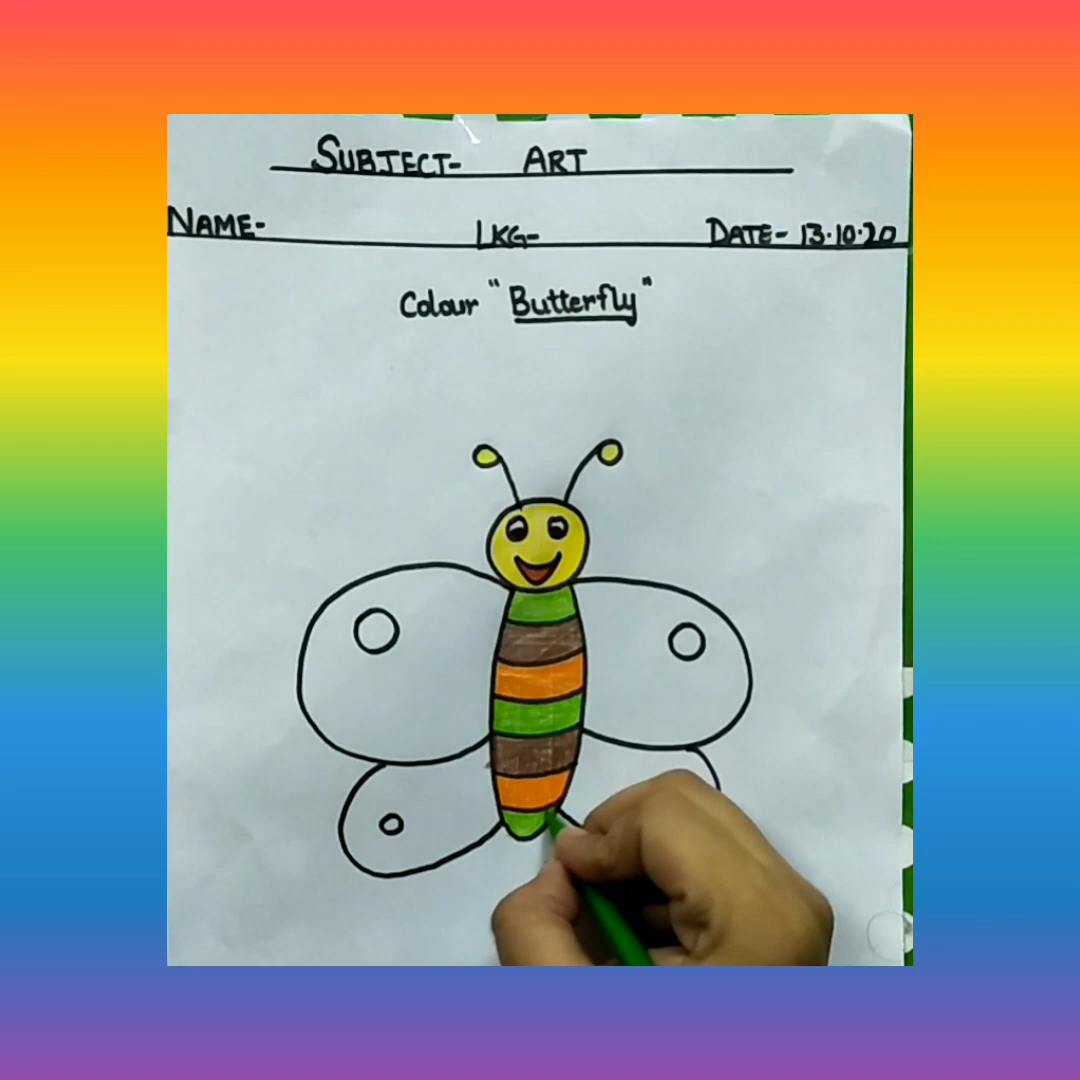 SUBJECT- ART
NAME- LKG- DATE- 13.10.20
Colour "Butterfly"